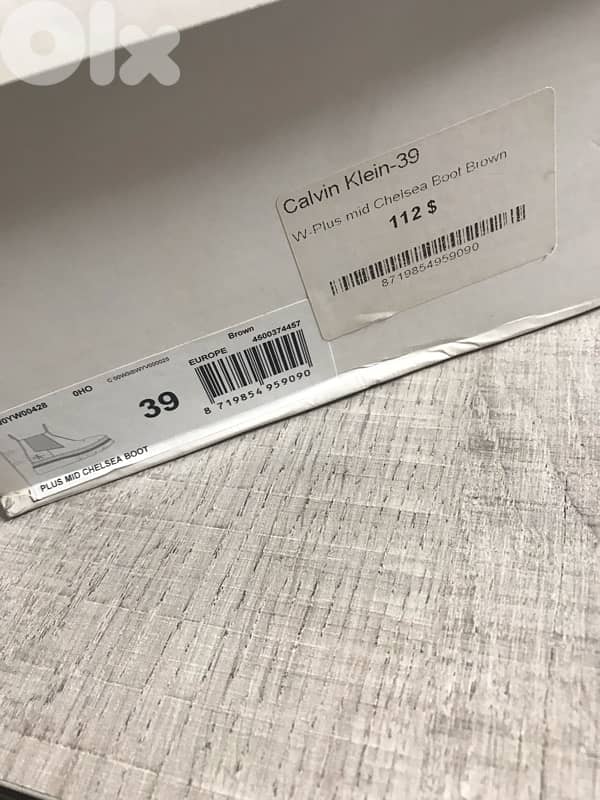 olx
Calvin Klein-39
W-Plus mid Chelsea Boot Brown
112 $
8719854959090
Brown
EUROPE 4500374457
0HO
39
8 719854 959090
PLUS MID CHELSEA BOOT